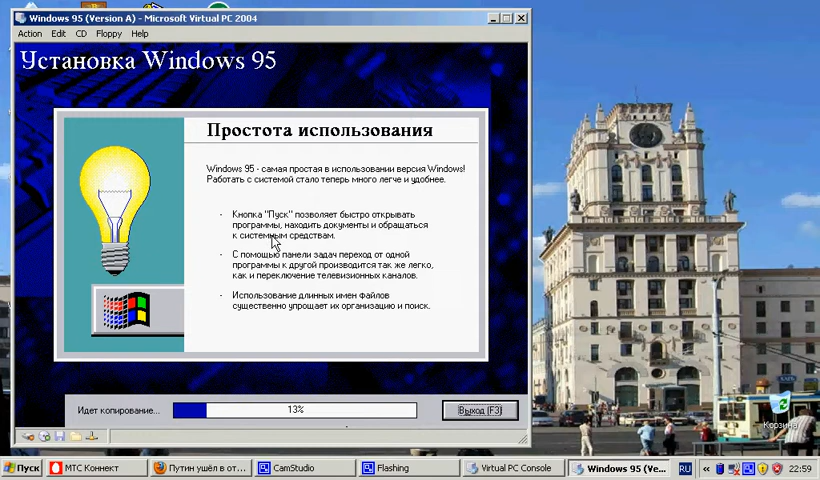 Windows 95 (Version A) - Microsoft Virtual PC 2004
Action Edit CD Floppy Help
Установка Windows 95
Простота использования
Windows 95 - самая простая в использовании версия Windows!
Работать с системой стало теперь много легче и удобнее.
- Кнопка "Пуск" позволяет быстро открывать
программы, находить документы и обращаться
к системным средствам.
- С помощью панели задач переход от одной
программы к другой производится так же легко,
как и переключение телевизионных каналов.
- Использование длинных имен файлов
существенно упрощает их организацию и поиск.
Идет копирование...
13%
Выход (F3)
Корзина
Пуск
МТС Коннект
Путин ушёл в от...
CamStudio
Flashing
Virtual PC Console
Windows 95 (Ve...
RU
22:59